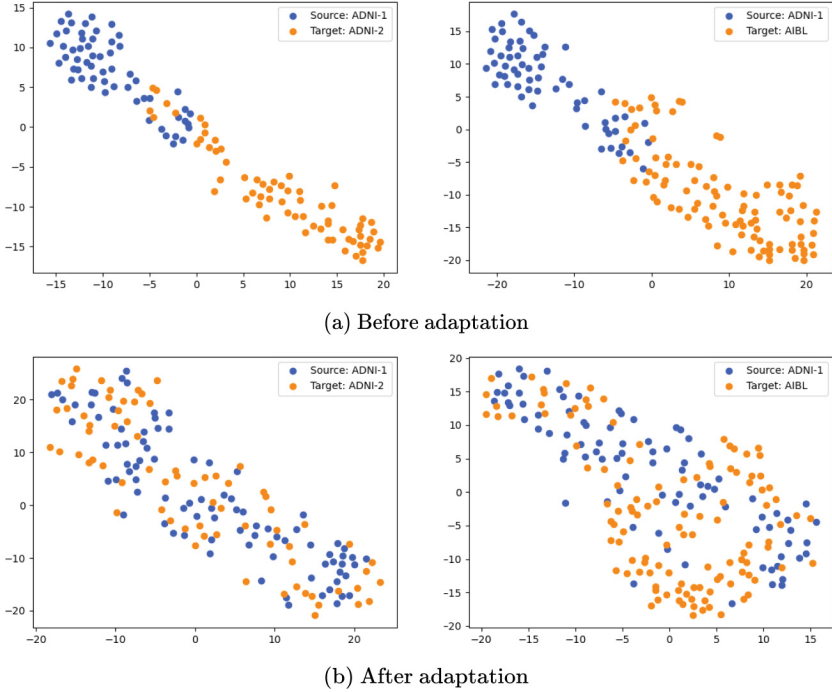 Source: ADNI-1
Target: ADNI-2
15
10
5
0
−5
−10
−15
−15 −10 −5 0 5 10 15 20
Source: ADNI-1
Target: AIBL
15
10
5
0
−5
−10
−15
−20
−20 −10 0 10 20
(a) Before adaptation
Source: ADNI-1
Target: ADNI-2
20
10
0
−10
−20
−20 −10 0 10 20
Source: ADNI-1
Target: AIBL
20
15
10
5
0
−5
−10
−15
−20
−20 −15 −10 −5 0 5 10 15
(b) After adaptation